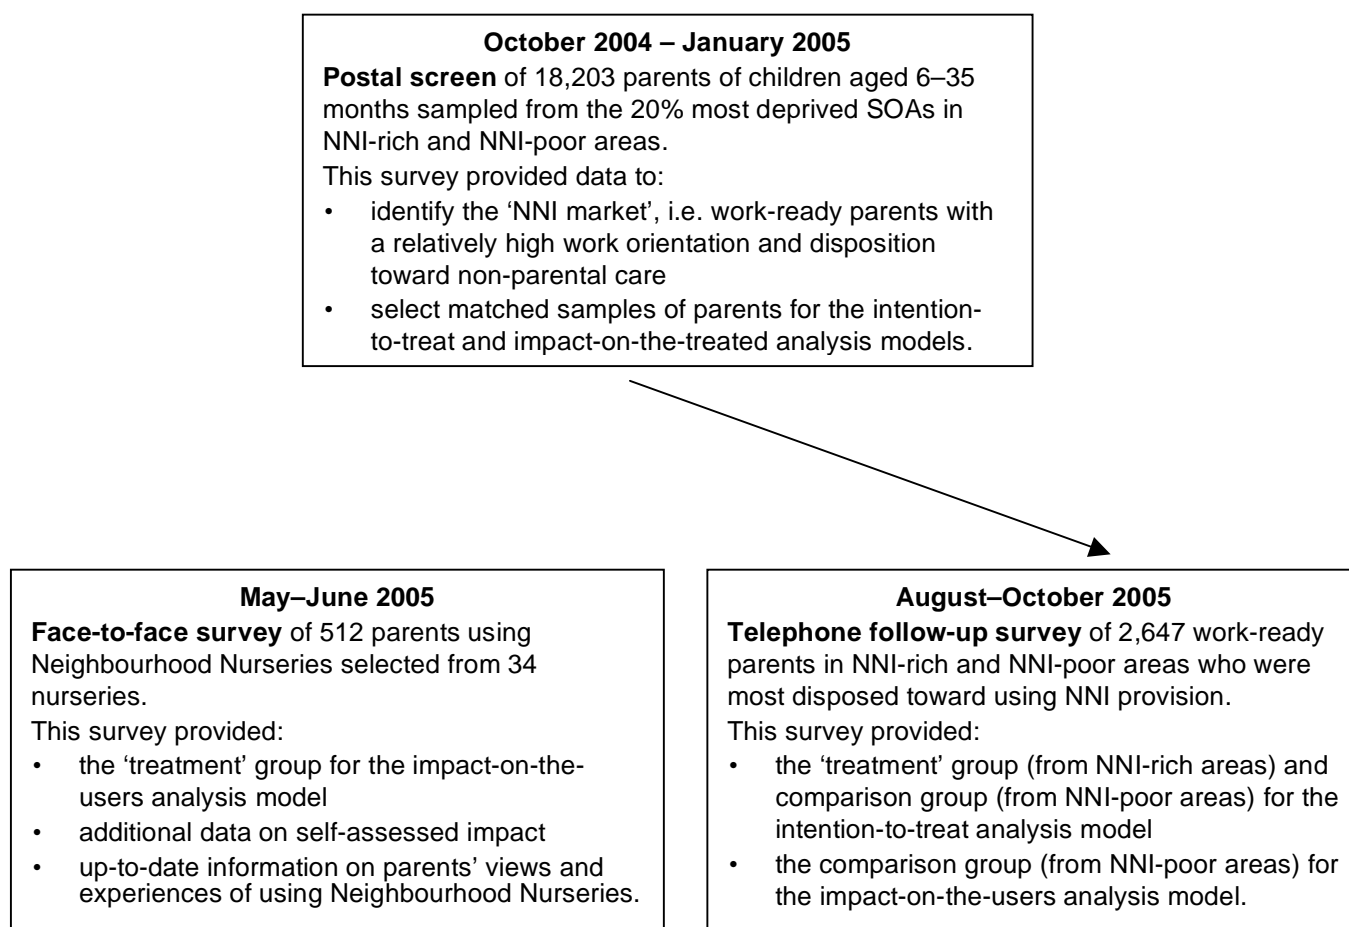 October 2004 – January 2005
Postal screen of 18,203 parents of children aged 6–35
months sampled from the 20% most deprived SOAs in
NNI-rich and NNI-poor areas.
This survey provided data to:
• identify the ‘NNI market’, i.e. work-ready parents with
a relatively high work orientation and disposition
toward non-parental care
• select matched samples of parents for the intention-
to-treat and impact-on-the-treated analysis models.
May–June 2005
Face-to-face survey of 512 parents using
Neighbourhood Nurseries selected from 34
nurseries.
This survey provided:
• the ‘treatment’ group for the impact-on-the-
users analysis model
• additional data on self-assessed impact
• up-to-date information on parents’ views and
experiences of using Neighbourhood Nurseries.
August–October 2005
Telephone follow-up survey of 2,647 work-ready
parents in NNI-rich and NNI-poor areas who were
most disposed toward using NNI provision.
This survey provided:
• the ‘treatment’ group (from NNI-rich areas) and
comparison group (from NNI-poor areas) for the
intention-to-treat analysis model
• the comparison group (from NNI-poor areas) for
the impact-on-the-users analysis model.